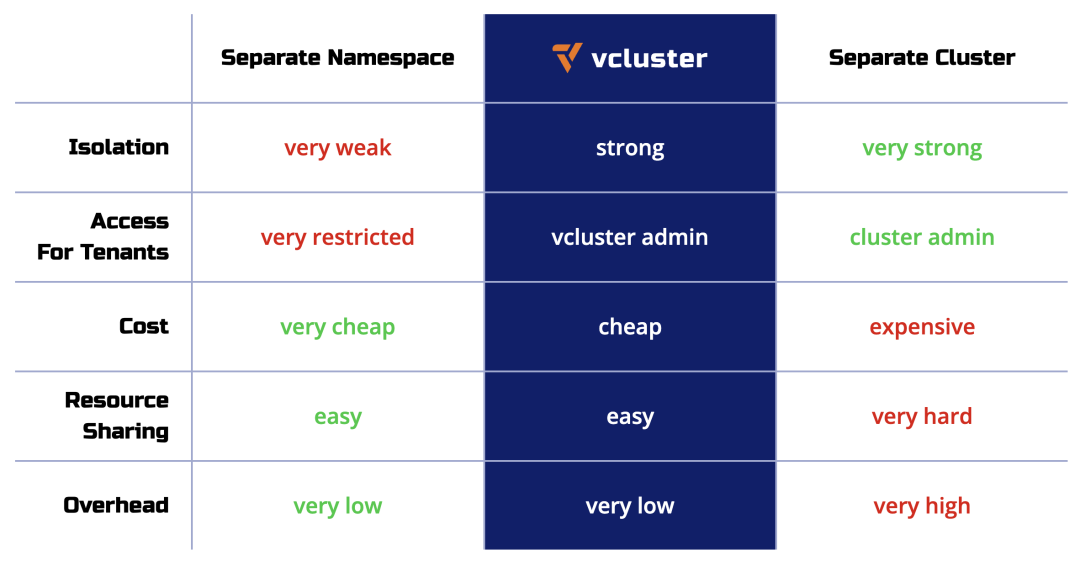 Separate Namespace vcluster Separate Cluster
Isolation very weak strong very strong
Access
For Tenants very restricted vcluster admin cluster admin
Cost very cheap cheap expensive
Resource
Sharing easy easy very hard
Overhead very low very low very high